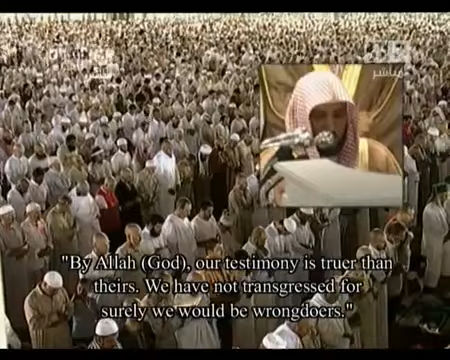 مباشر
"By Allah (God), our testimony is truer than
theirs. We have not transgressed for
surely we would be wrongdoers."